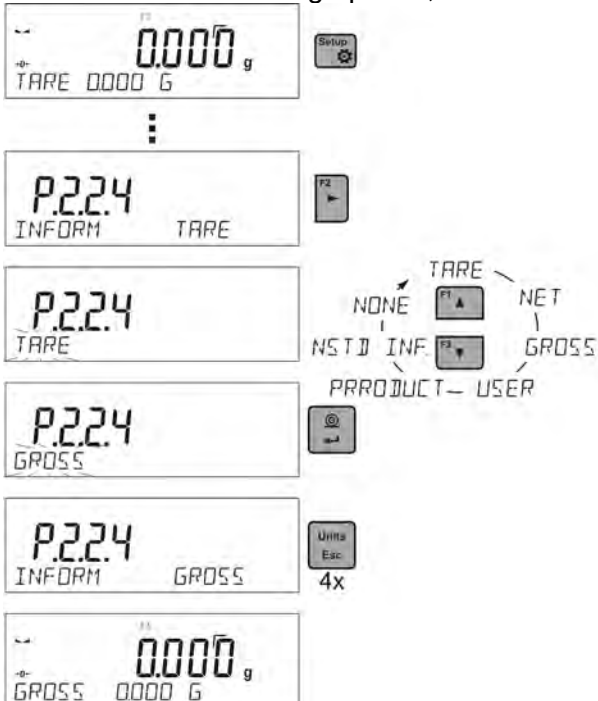 0.000 g
TARE 0.000 G
Setup
P.2.2.4
INFORM TARE
F2
P.2.2.4
TARE
TARE
NONE F1 NET
NSTD INF. F3 GROSS
PRRODUCT USER
P.2.2.4
GROSS
P.2.2.4
INFORM GROSS
Units
Esc
4x
0.000 g
GROSS 0.000 G